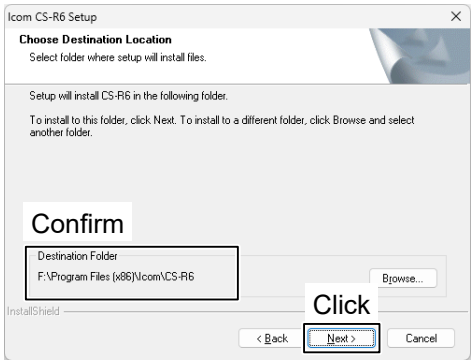 Icom CS-R6 Setup
Choose Destination Location
Select folder where setup will install files.
Setup will install CS-R6 in the following folder.
To install to this folder, click Next. To install to a different folder, click Browse and select
another folder.
Confirm
Destination Folder
F:\Program Files (x86)\Icom\CS-R6
Browse...
Click
InstallShield
< Back
Next >
Cancel